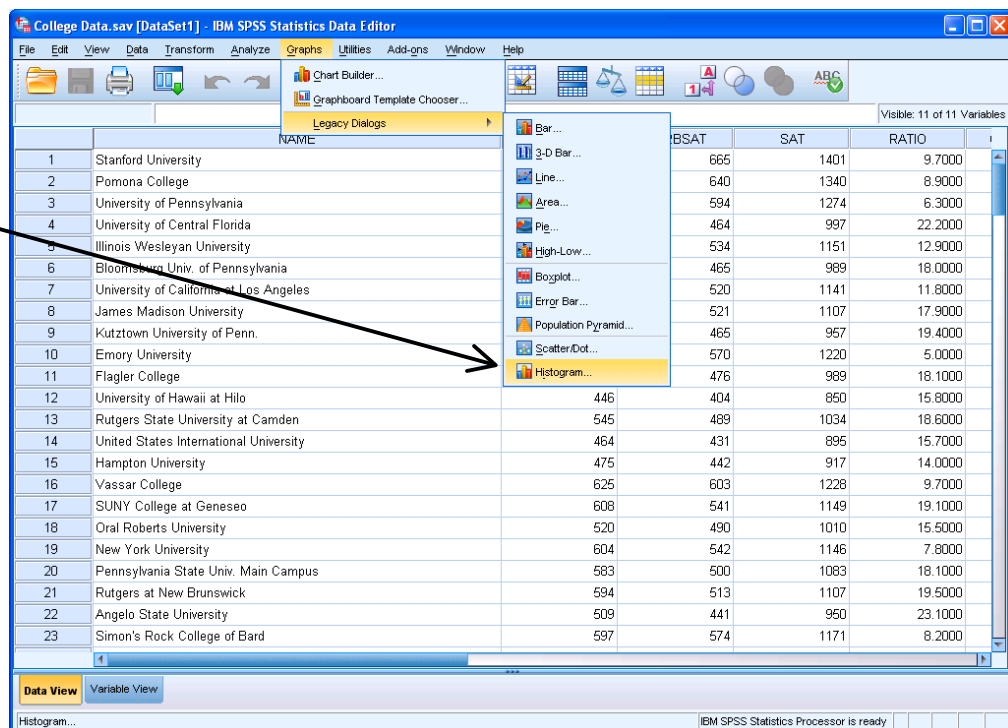 College Data.sav [DataSet1] - IBM SPSS Statistics Data Editor
File Edit View Data Transform Analyze Graphs Utilities Add-ons Window Help
Chart Builder...
Graphboard Template Chooser...
Legacy Dialogs
Bar...
3-D Bar...
Line...
Area...
Pie...
High-Low...
Boxplot...
Error Bar...
Population Pyramid...
Scatter/Dot...
Histogram...
A
1
ABC
Visible: 11 of 11 Variables
NAME RBSAT SAT RATIO
1 Stanford University 665 1401 9.7000
2 Pomona College 640 1340 8.9000
3 University of Pennsylvania 594 1274 6.3000
4 University of Central Florida 464 997 22.2000
5 Illinois Wesleyan University 534 1151 12.9000
6 Bloomsburg Univ. of Pennsylvania 465 989 18.0000
7 University of California at Los Angeles 520 1141 11.8000
8 James Madison University 521 1107 17.9000
9 Kutztown University of Penn. 465 957 19.4000
10 Emory University 570 1220 5.0000
11 Flagler College 476 989 18.1000
12 University of Hawaii at Hilo 446 404 850 15.8000
13 Rutgers State University at Camden 545 489 1034 18.6000
14 United States International University 464 431 895 15.7000
15 Hampton University 475 442 917 14.0000
16 Vassar College 625 603 1228 9.7000
17 SUNY College at Geneseo 608 541 1149 19.1000
18 Oral Roberts University 520 490 1010 15.5000
19 New York University 604 542 1146 7.8000
20 Pennsylvania State Univ. Main Campus 583 500 1083 18.1000
21 Rutgers at New Brunswick 594 513 1107 19.5000
22 Angelo State University 509 441 950 23.1000
23 Simon's Rock College of Bard 597 574 1171 8.2000
Data View Variable View
Histogram... IBM SPSS Statistics Processor is ready